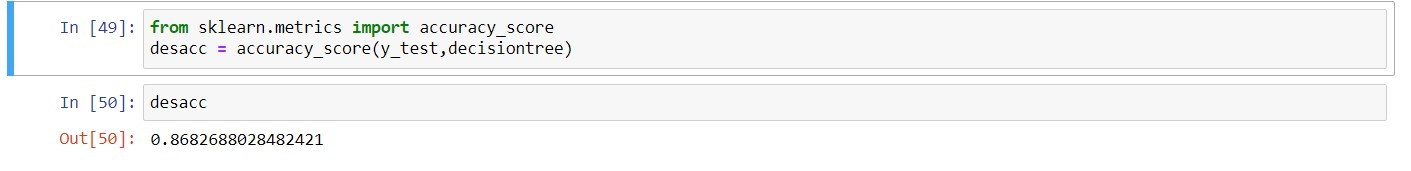 In [49]: from sklearn.metrics import accuracy_score
desacc = accuracy_score(y_test,decisiontree)
In [50]: desacc
Out[50]: 0.8682688028482421